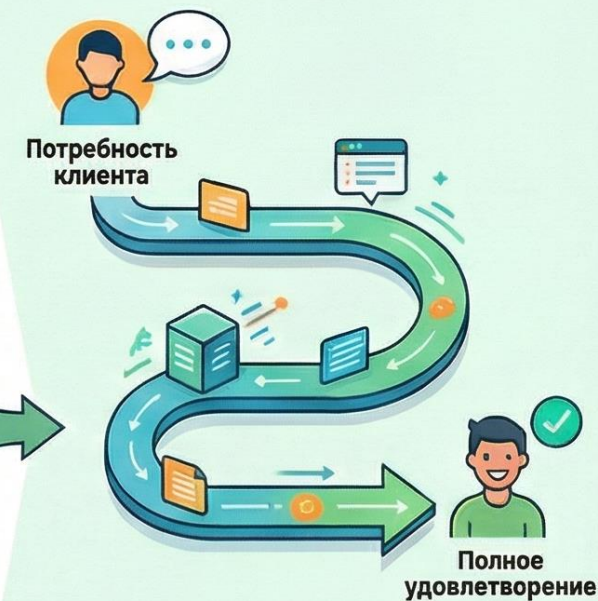 Потребность
клиента
Полное
удовлетворение